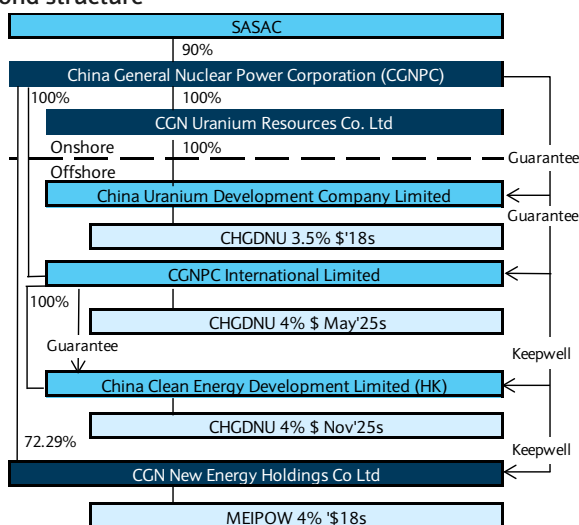 ond structure
SASAC
90%
China General Nuclear Power Corporation (CGNPC)
100% 100%
CGN Uranium Resources Co. Ltd
Onshore 100%
Guarantee
Offshore
China Uranium Development Company Limited
Guarantee
CHGDNU 3.5% $'18s
CGNPC International Limited
100%
CHGDNU 4% $ May'25s
Guarantee
Keepwell
China Clean Energy Development Limited (HK)
CHGDNU 4% $ Nov'25s
72.29%
Keepwell
CGN New Energy Holdings Co Ltd
MEIPOW 4% '$18s